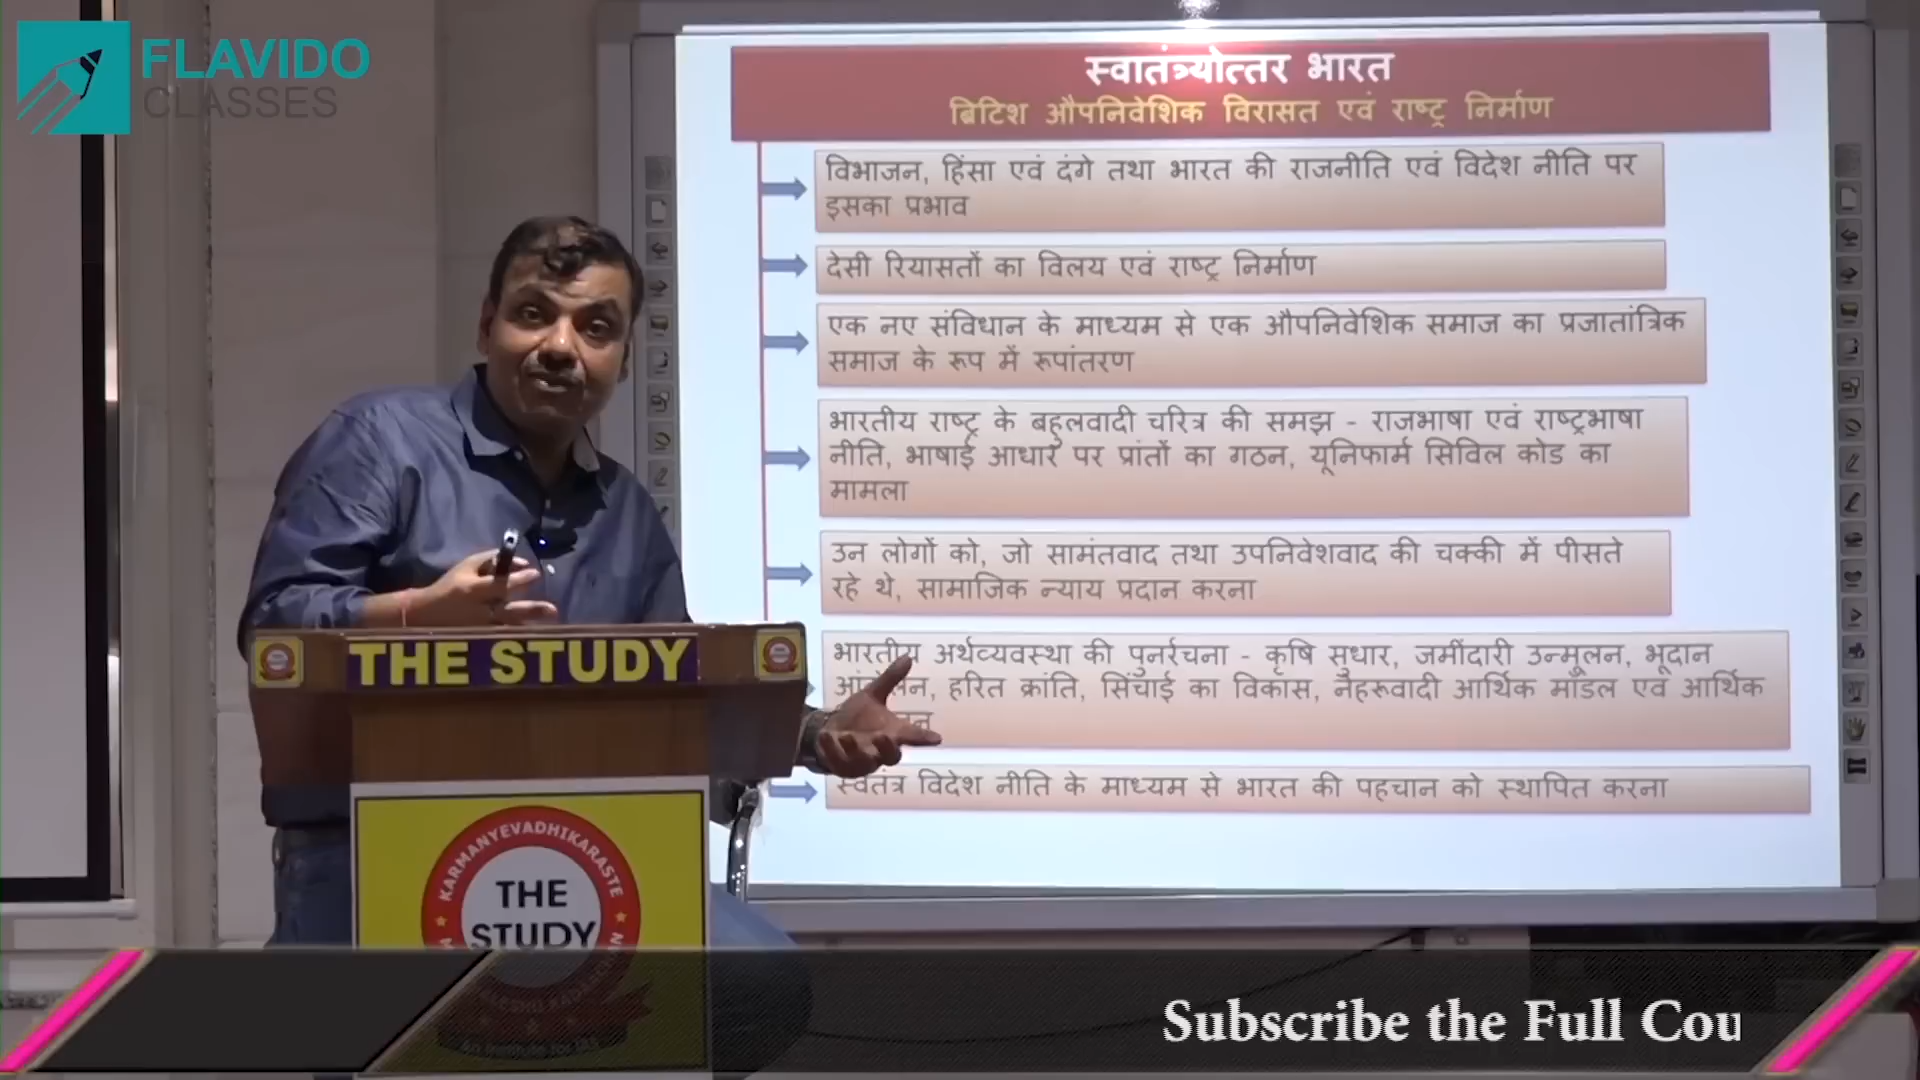 FLAVIDO
CLASSES
स्वातंत्र्योत्तर भारत
ब्रिटिश औपनिवेशिक विरासत एवं राष्ट्र निर्माण
विभाजन, हिंसा एवं दंगे तथा भारत की राजनीति एवं विदेश नीति पर
इसका प्रभाव
देसी रियासतों का विलय एवं राष्ट्र निर्माण
एक नए संविधान के माध्यम से एक औपनिवेशिक समाज का प्रजातांत्रिक
समाज के रूप में रूपांतरण
भारतीय राष्ट्र के बहुलवादी चरित्र की समझ - राजभाषा एवं राष्ट्रभाषा
नीति, भाषाई आधार पर प्रांतों का गठन, यूनिफार्म सिविल कोड का
मामला
उन लोगों को, जो सामंतवाद तथा उपनिवेशवाद की चक्की में पीसते
रहे थे, सामाजिक न्याय प्रदान करना
भारतीय अर्थव्यवस्था की पुनर्रचना - कृषि सुधार, जमींदारी उन्मूलन, भूदान
हरित क्रांति, सिंचाई का विकास, नेहरूवादी आर्थिक मॉडल एवं आर्थिक
स्वतंत्र विदेश नीति के माध्यम से भारत की पहचान को स्थापित करना
THE STUDY
KARMANYEVADHIKARASTE
THE
STUDY
Subscribe the Full Cou